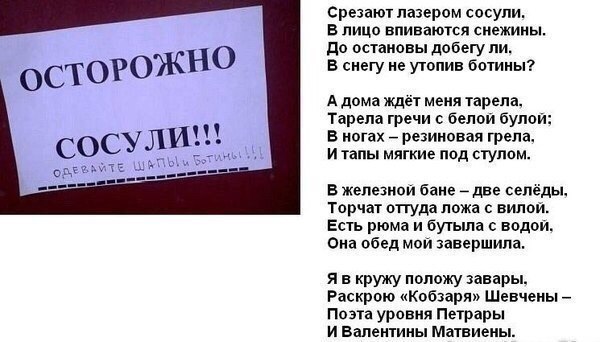 ОСТОРОЖНО
СОСУЛИ!!!
ОДЕВАЙТЕ ШАПЫ и БОТИНЫ!!!
Срезают лазером сосули,
В лицо впиваются снежины.
До остановы добегу ли,
В снегу не утопив ботины?
А дома ждёт меня тарела,
Тарела гречи с белой булой;
В ногах – резиновая грела,
И тапы мягкие под стулом.
В железной бане – две селёды,
Торчат оттуда ложа с вилой.
Есть рюма и бутыла с водой,
Она обед мой завершила.
Я в кружу положу завары,
Раскрою «Кобзаря» Шевчены –
Поэта уровня Петрары
И Валентины Матвиены.